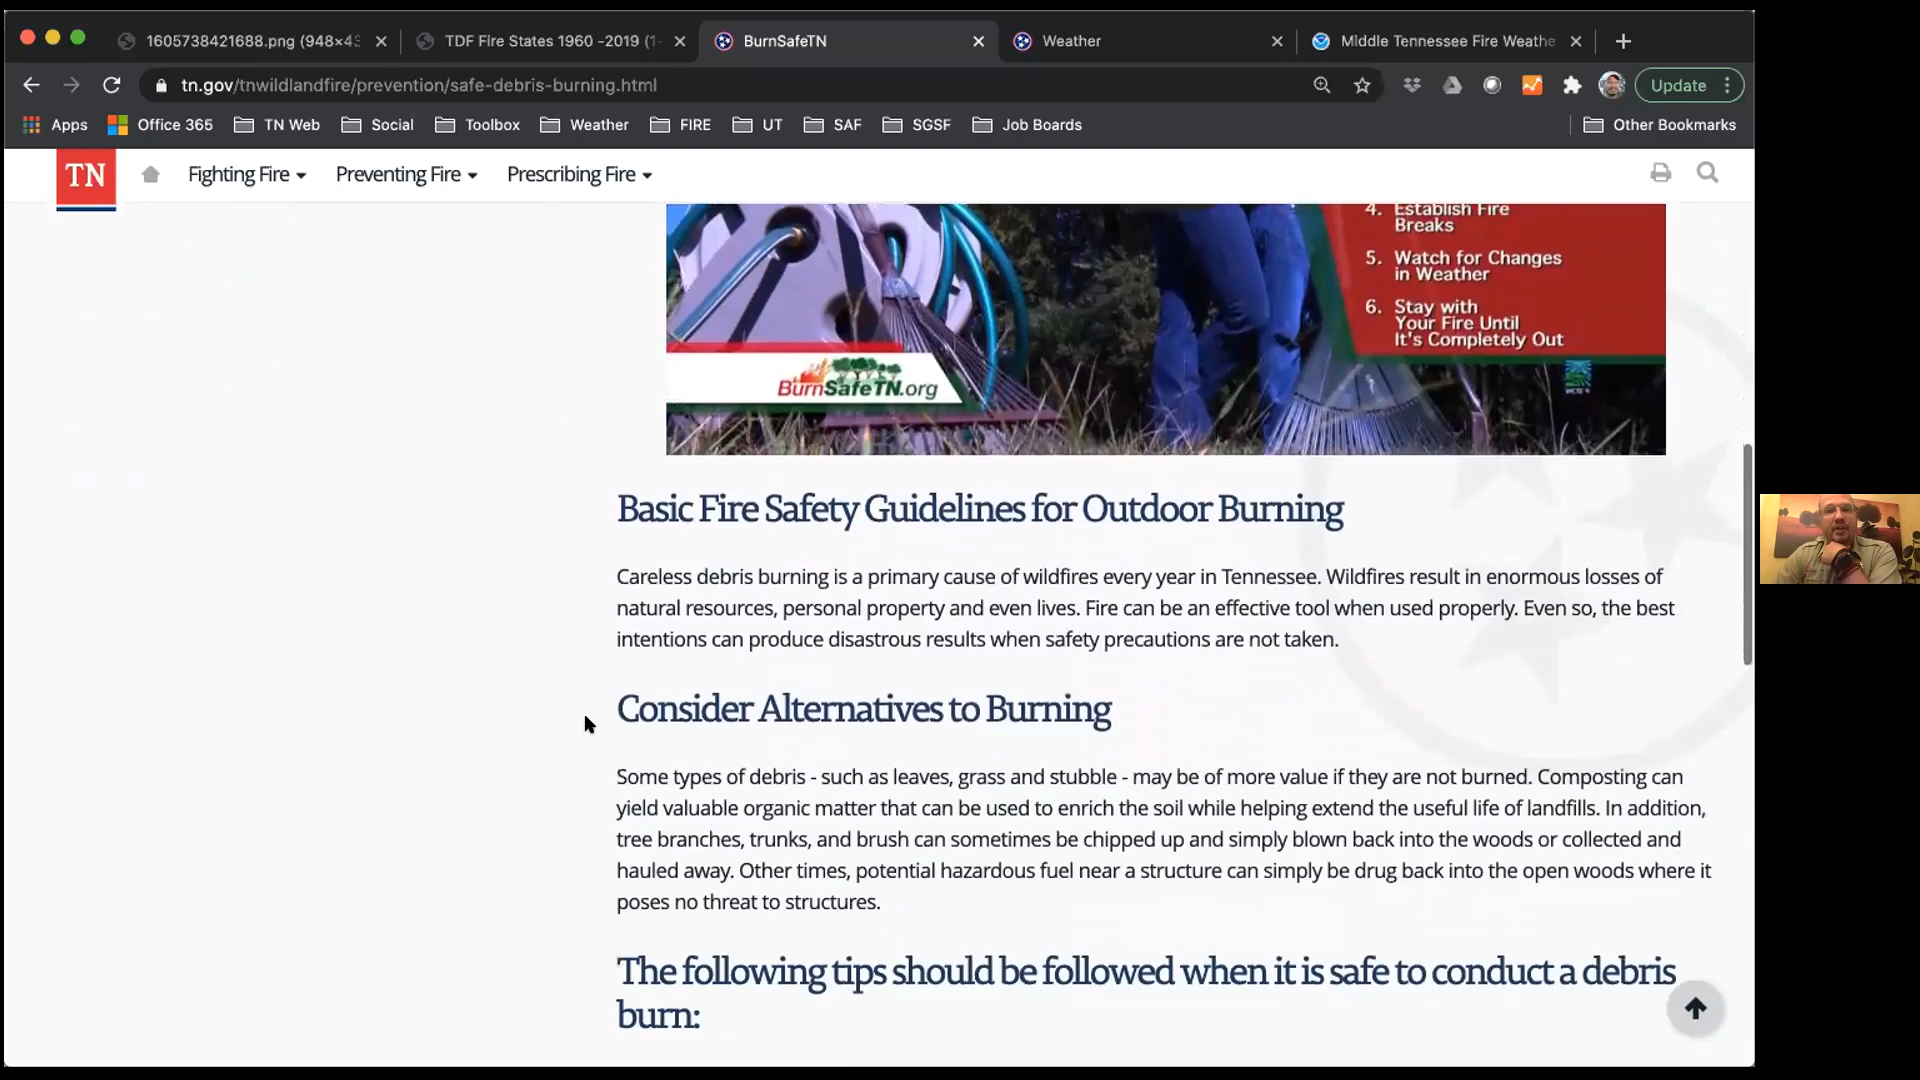 1605738421688.png (948×43
TDF Fire States 1960 -2019 (1-
BurnSafeTN
Weather
Middle Tennessee Fire Weathe
tn.gov/tnwildlandfire/prevention/safe-debris-burning.html
Update
Apps
Office 365
TN Web
Social
Toolbox
Weather
FIRE
UT
SAF
SGSF
Job Boards
Other Bookmarks
TN
Fighting Fire
Preventing Fire
Prescribing Fire
4. Establish Fire
Breaks
5. Watch for Changes
in Weather
6. Stay with
Your Fire Until
It's Completely Out
BurnSafeTN.org
Basic Fire Safety Guidelines for Outdoor Burning
Careless debris burning is a primary cause of wildfires every year in Tennessee. Wildfires result in enormous losses of
natural resources, personal property and even lives. Fire can be an effective tool when used properly. Even so, the best
intentions can produce disastrous results when safety precautions are not taken.
Consider Alternatives to Burning
Some types of debris - such as leaves, grass and stubble - may be of more value if they are not burned. Composting can
yield valuable organic matter that can be used to enrich the soil while helping extend the useful life of landfills. In addition,
tree branches, trunks, and brush can sometimes be chipped up and simply blown back into the woods or collected and
hauled away. Other times, potential hazardous fuel near a structure can simply be drug back into the open woods where it
poses no threat to structures.
The following tips should be followed when it is safe to conduct a debris
burn: